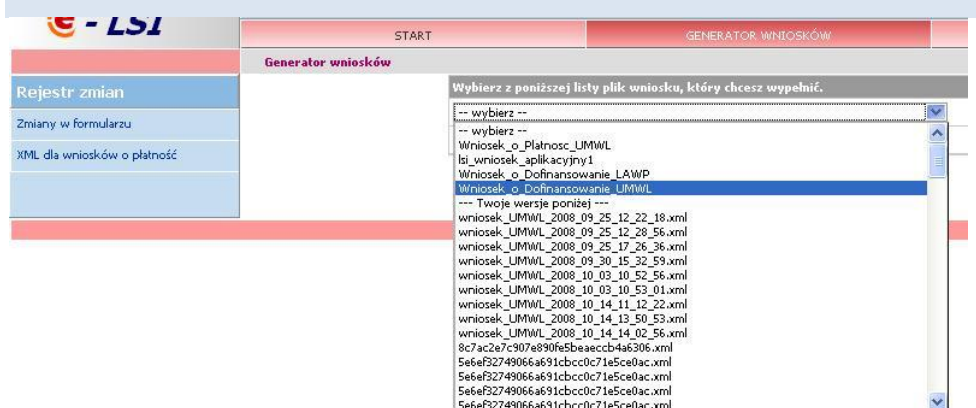 e - LSI
START
GENERATOR WNIOSKÓW
Generator wniosków
Rejestr zmian
Zmiany w formularzu
XML dla wniosków o płatność
Wybierz z poniższej listy plik wniosku, który chcesz wypełnić.
-- wybierz --
-- wybierz --
Wniosek_o_Platnosc_UMWL
lsi_wniosek_aplikacyjny1
Wniosek_o_Dofinansowanie_LAWP
Wniosek_o_Dofinansowanie_UMWL
--- Twoje wersje poniżej ---
wniosek_UMWL_2008_09_25_12_22_18.xml
wniosek_UMWL_2008_09_25_12_28_56.xml
wniosek_UMWL_2008_09_25_17_26_36.xml
wniosek_UMWL_2008_09_30_15_32_59.xml
wniosek_UMWL_2008_10_03_10_52_56.xml
wniosek_UMWL_2008_10_03_10_53_01.xml
wniosek_UMWL_2008_10_14_11_12_22.xml
wniosek_UMWL_2008_10_14_13_50_53.xml
wniosek_UMWL_2008_10_14_14_02_56.xml
8c7ac2e7c907e890fe5beaeccb4a6306.xml
5e6ef32749066a691cbcc0c71e5ce0ac.xml
5e6ef32749066a691cbcc0c71e5ce0ac.xml
5e6ef32749066a691cbcc0c71e5ce0ac.xml
5e6ef32749066a691cbcc0c71e5ce0ac.xml